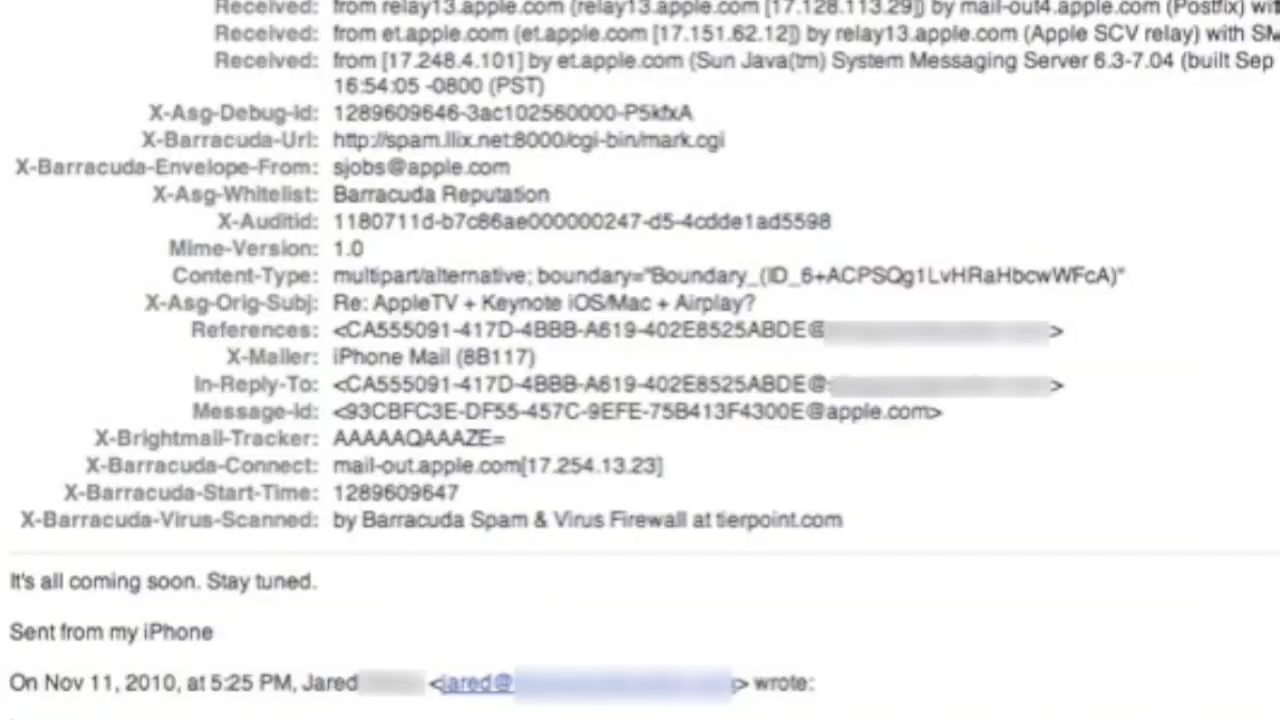 Received: from relay13.apple.com (relay13.apple.com [17.128.113.29]) by mail-out4.apple.com (Postfix) wit
Received: from et.apple.com (et.apple.com [17.151.62.12]) by relay13.apple.com (Apple SCV relay) with SM
Received: from [17.248.4.101] by et.apple.com (Sun Java(tm) System Messaging Server 6.3-7.04 (built Sep
16:54:05 -0800 (PST)
X-Asg-Debug-Id: 1289609646-3ac102560000-P5kfxA
X-Barracuda-Url: http://spam.llix.net:8000/cgi-bin/mark.cgi
X-Barracuda-Envelope-From: sjobs@apple.com
X-Asg-Whitelist: Barracuda Reputation
X-Auditid: 1180711d-b7c86ae000000247-d5-4cdde1ad5598
Mime-Version: 1.0
Content-Type: multipart/alternative; boundary="Boundary_(ID_6+ACPSQg1LvHRaHbcwWFcA)"
X-Asg-Orig-Subj: Re: AppleTV + Keynote iOS/Mac + Airplay?
References: <CA555091-417D-4BBB-A619-402E8525ABDE@ >
X-Mailer: iPhone Mail (8B117)
In-Reply-To: <CA555091-417D-4BBB-A619-402E8525ABDE@ >
Message-Id: <93CBFC3E-DF55-457C-9EFE-75B413F4300E@apple.com>
X-Brightmail-Tracker: AAAAAQAAAZE=
X-Barracuda-Connect: mail-out.apple.com[17.254.13.23]
X-Barracuda-Start-Time: 1289609647
X-Barracuda-Virus-Scanned: by Barracuda Spam & Virus Firewall at tierpoint.com
It's all coming soon. Stay tuned.
Sent from my iPhone
On Nov 11, 2010, at 5:25 PM, Jared <jared@ > wrote: